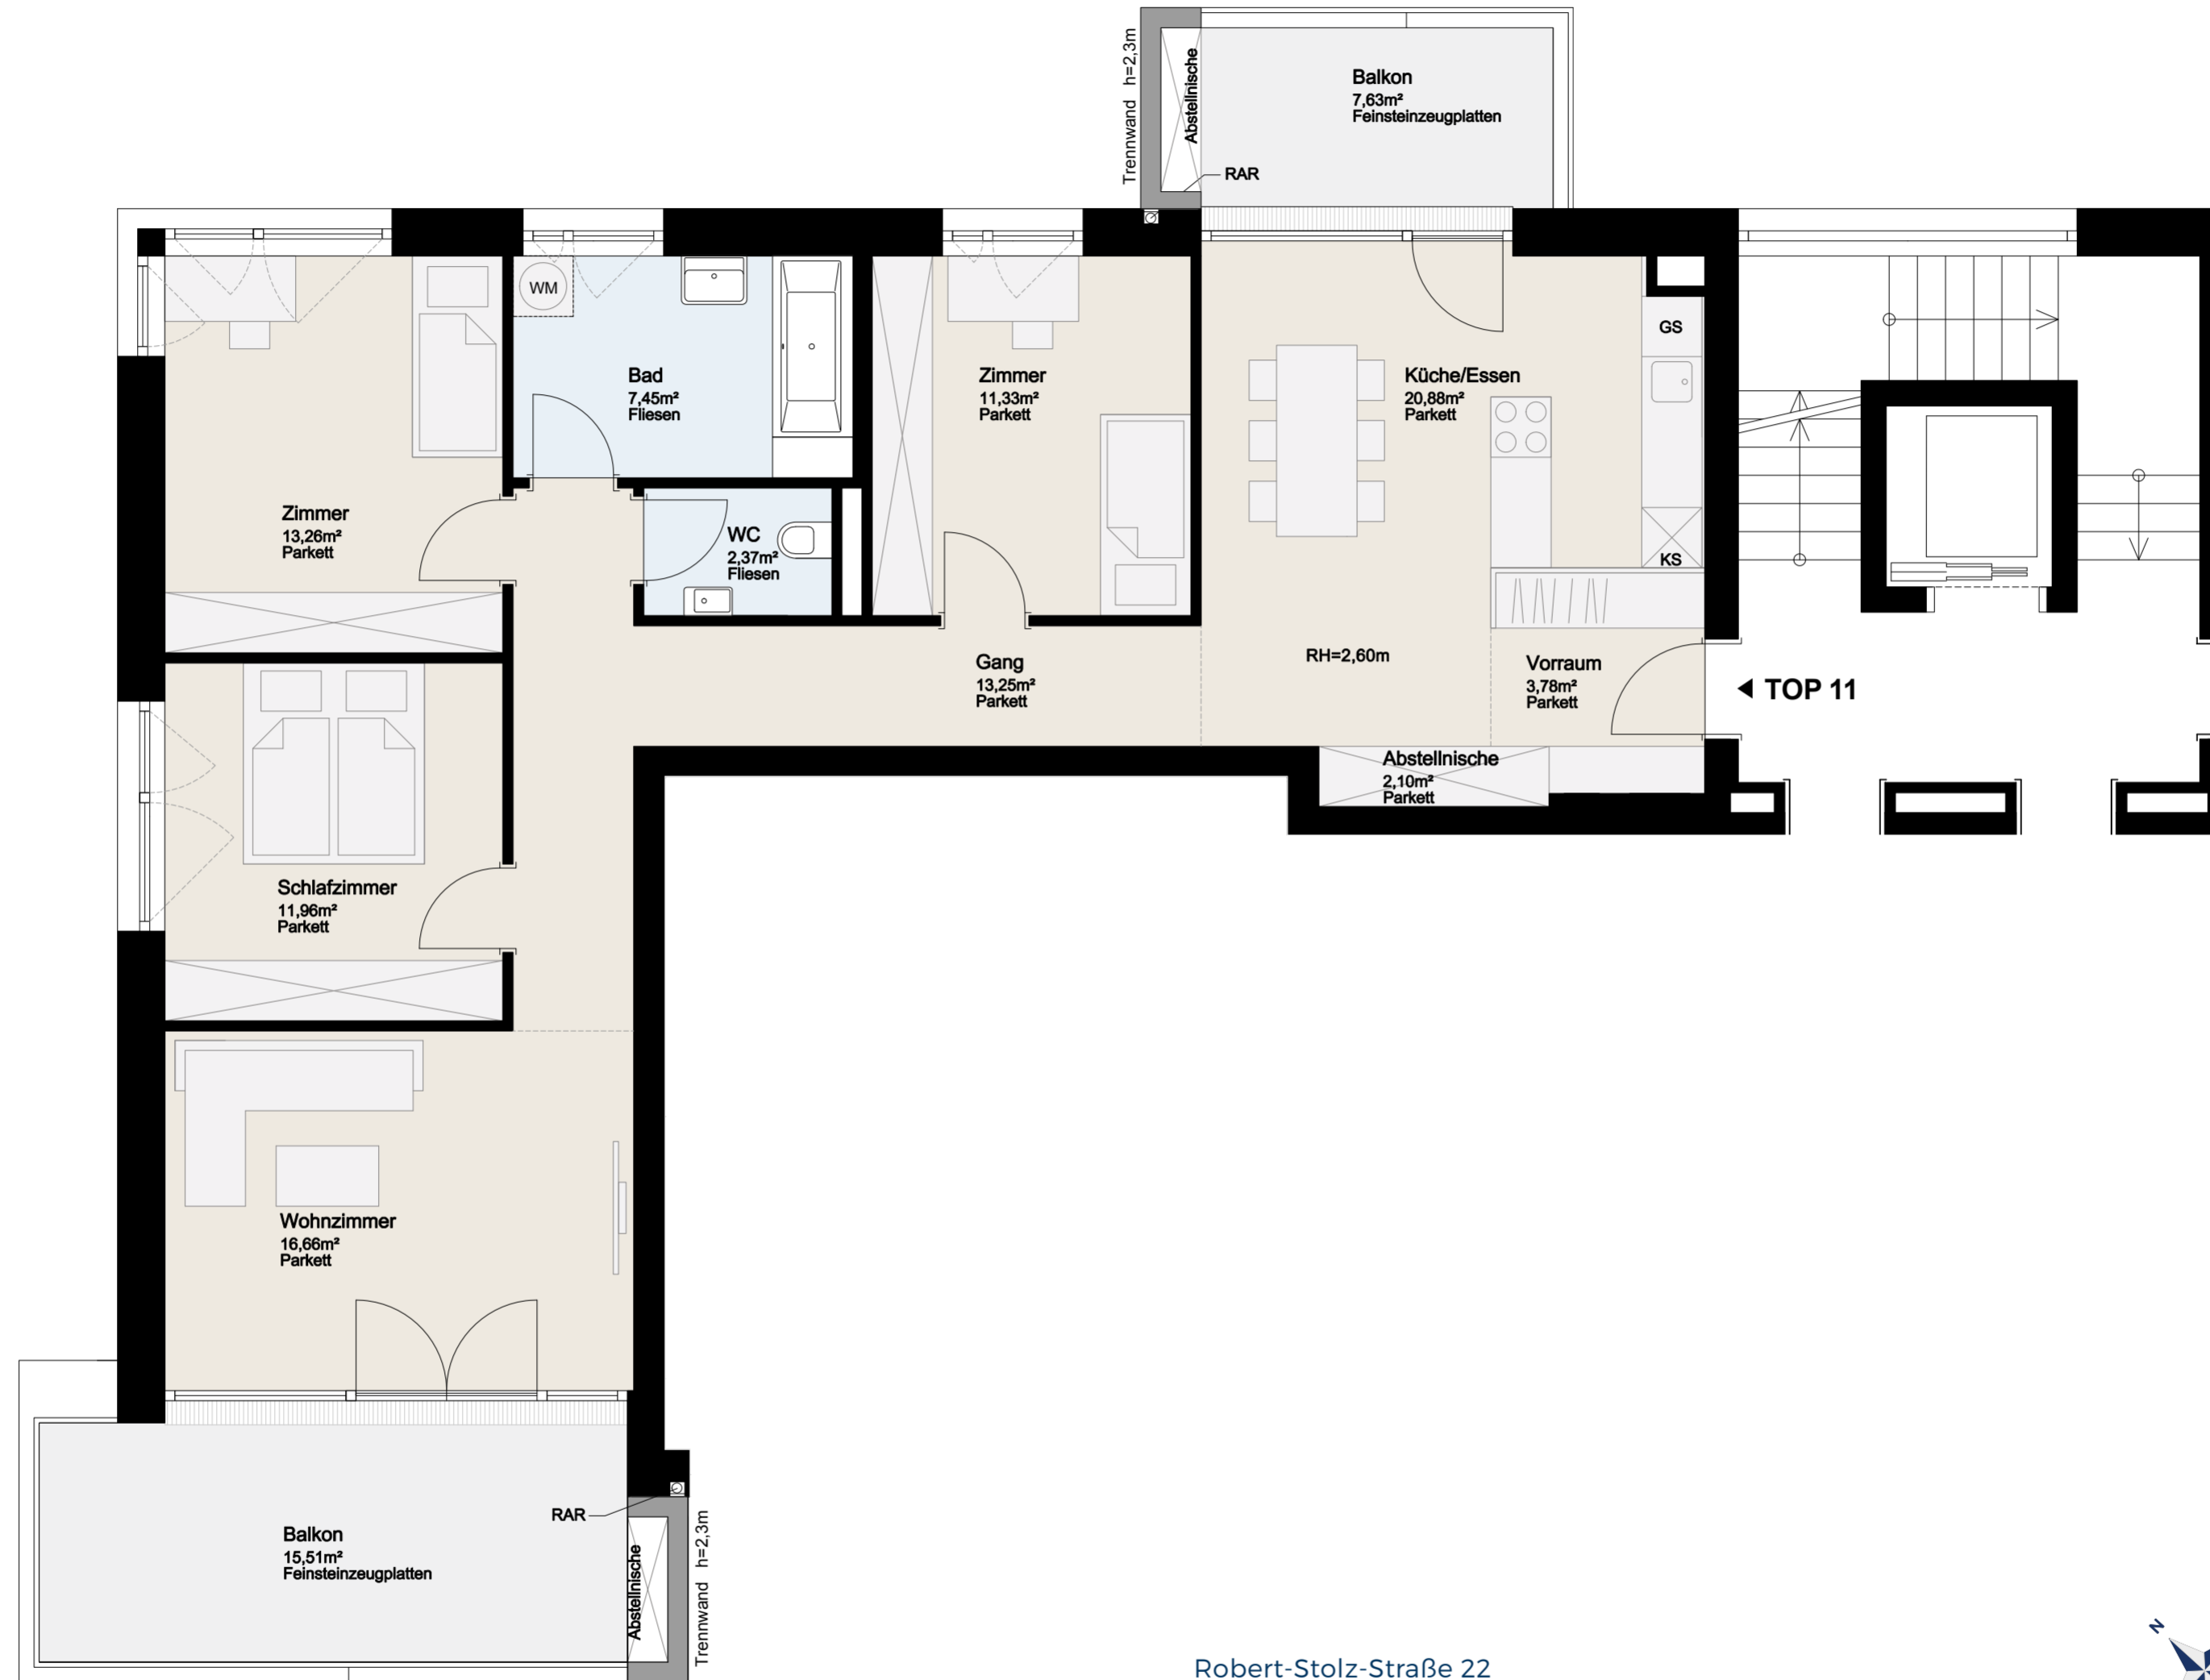 Trennwand h=2,3m
Abstellnische
Balkon
7,63m²
Feinsteinzeugplatten
RAR
WM
Bad
7,45m²
Fliesen
Zimmer
11,33m²
Parkett
Küche/Essen
20,88m²
Parkett
GS
KS
Zimmer
13,26m²
Parkett
WC
2,37m²
Fliesen
Gang
13,25m²
Parkett
RH=2,60m
Vorraum
3,78m²
Parkett
TOP 11
Abstellnische
2,10m²
Parkett
Schlafzimmer
11,96m²
Parkett
Wohnzimmer
16,66m²
Parkett
RAR
Balkon
15,51m²
Feinsteinzeugplatten
Abstellnische
Trennwand h=2,3m
N
Robert-Stolz-Straße 22